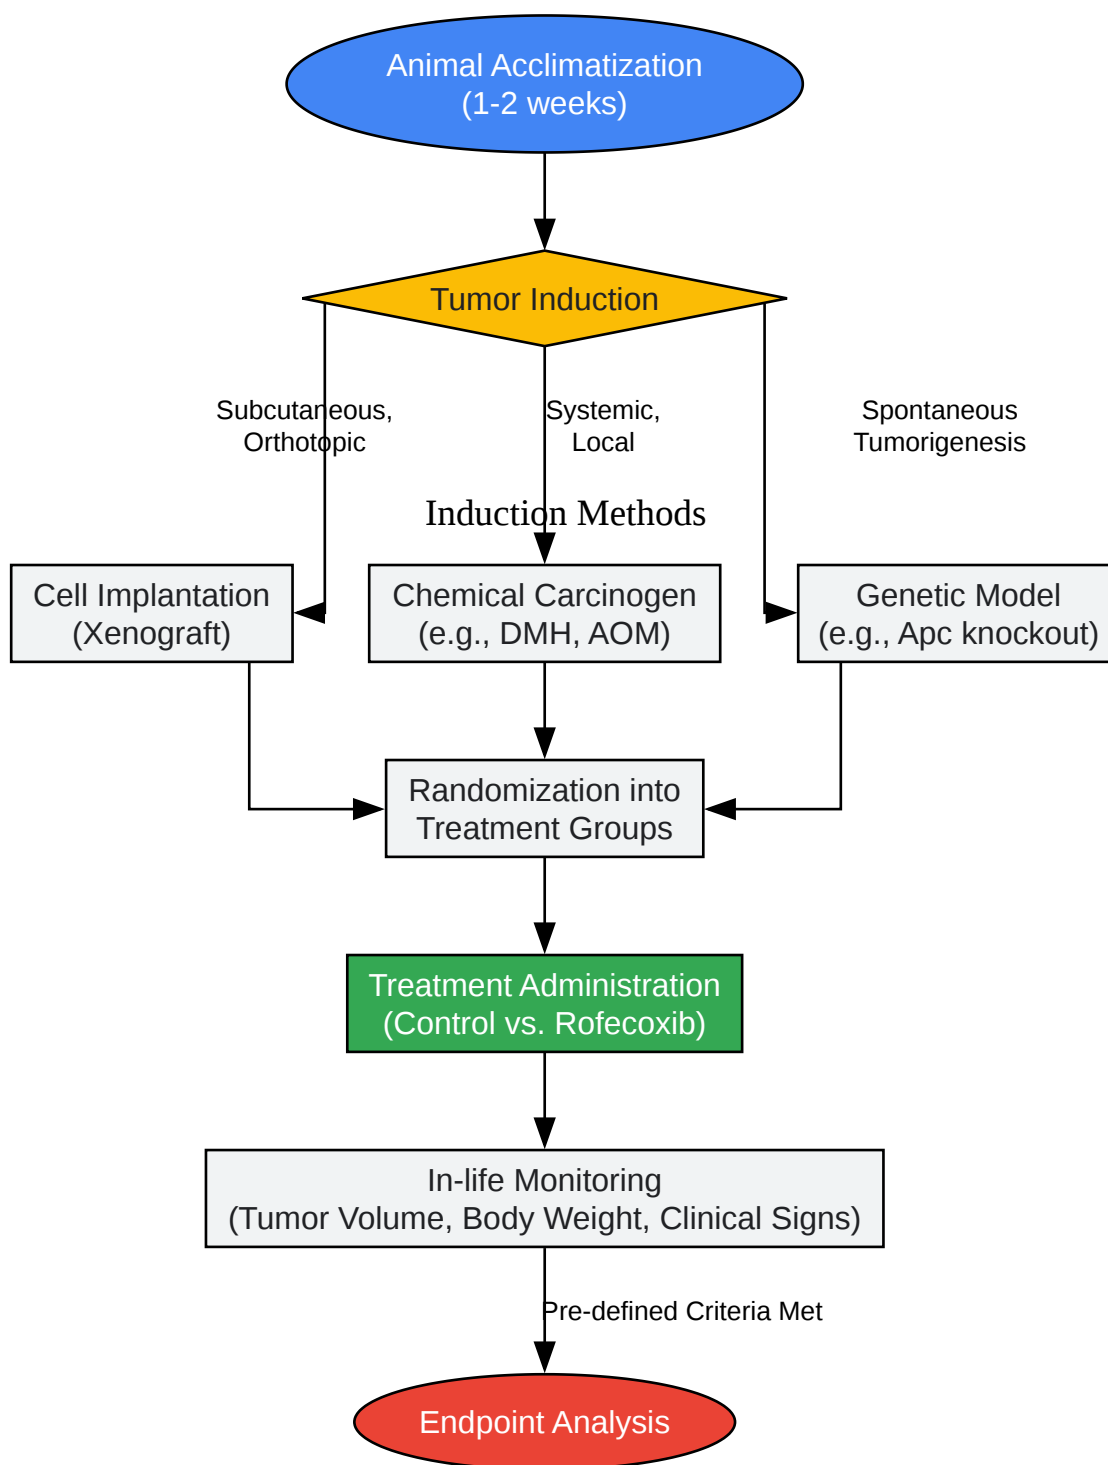 Animal Acclimatization
(1-2 weeks)
Tumor Induction
Subcutaneous,
Orthotopic
Systemic,
Local
Spontaneous
Tumorigenesis
Induction Methods
Cell Implantation
(Xenograft)
Chemical Carcinogen
(e.g., DMH, AOM)
Genetic Model
(e.g., Apc knockout)
Randomization into
Treatment Groups
Treatment Administration
(Control vs. Rofecoxib)
In-life Monitoring
(Tumor Volume, Body Weight, Clinical Signs)
Pre-defined Criteria Met
Endpoint Analysis